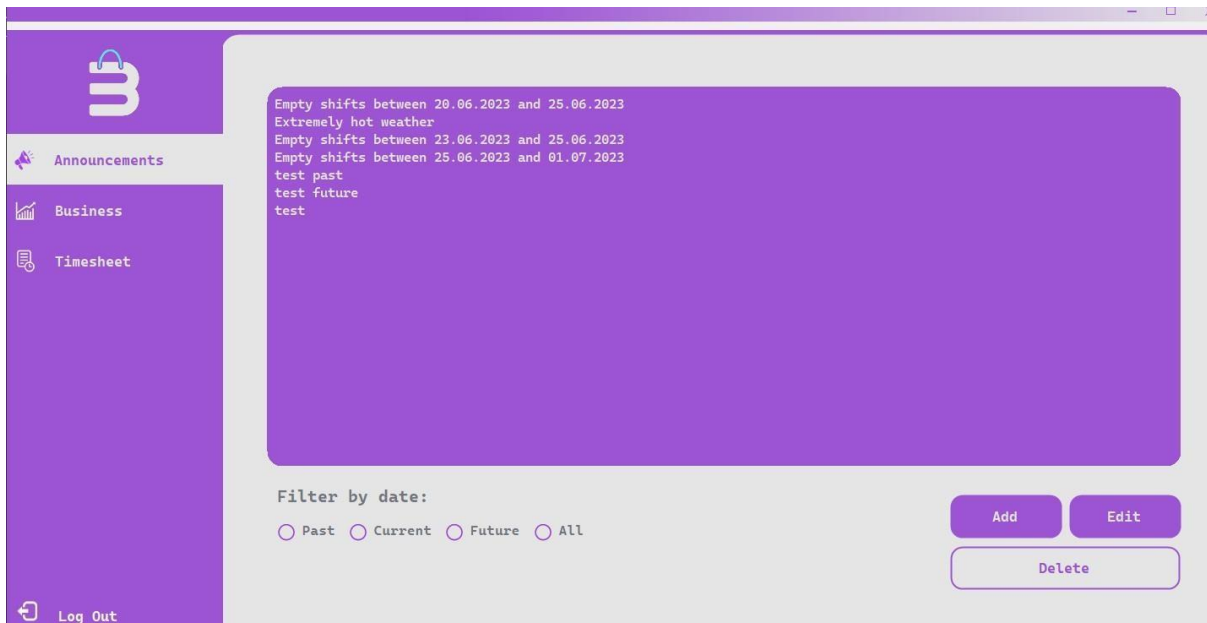 Announcements
Business
Timesheet
Log Out
Empty shifts between 20.06.2023 and 25.06.2023
Extremely hot weather
Empty shifts between 23.06.2023 and 25.06.2023
Empty shifts between 25.06.2023 and 01.07.2023
test past
test future
test
Filter by date:
Past Current Future All
Add Edit
Delete